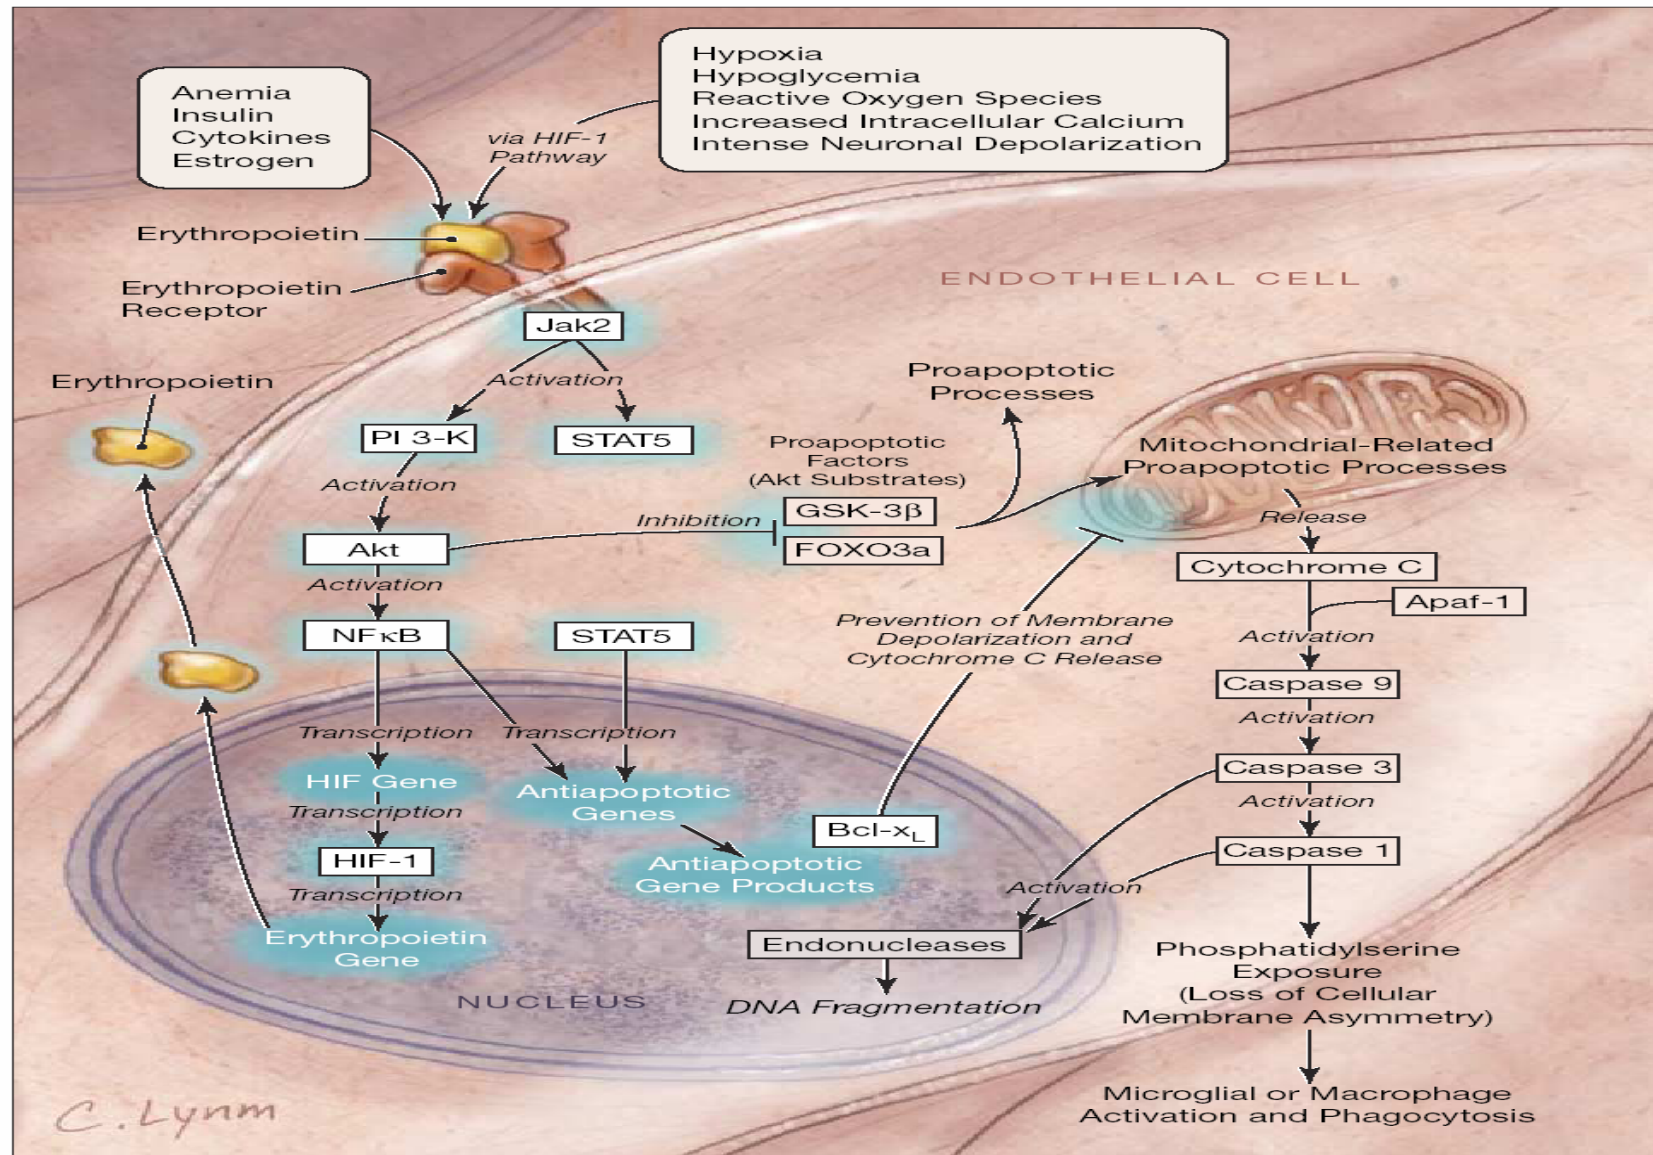 Anemia
Insulin
Cytokines
Estrogen
Hypoxia
Hypoglycemia
Reactive Oxygen Species
Increased Intracellular Calcium
Intense Neuronal Depolarization
via HIF-1
Pathway
Erythropoietin
Erythropoietin
Receptor
ENDOTHELIAL CELL
Jak2
Activation
Erythropoietin
PI 3-K
STAT5
Activation
Akt
Inhibition
Proapoptotic
Factors
(Akt Substrates)
GSK-3β
FOXO3a
Proapoptotic
Processes
Mitochondrial-Related
Proapoptotic Processes
Release
Cytochrome C
Apaf-1
Activation
Caspase 9
Activation
Caspase 3
Activation
Caspase 1
Activation
NFκB
STAT5
Prevention of Membrane
Depolarization and
Cytochrome C Release
Transcription
Transcription
HIF Gene
Transcription
HIF-1
Transcription
Erythropoietin
Gene
Antiapoptotic
Genes
Bcl-xL
Antiapoptotic
Gene Products
Activation
Endonucleases
DNA Fragmentation
NUCLEUS
Phosphatidylserine
Exposure
(Loss of Cellular
Membrane Asymmetry)
Microglial or Macrophage
Activation and Phagocytosis
C. Lynm